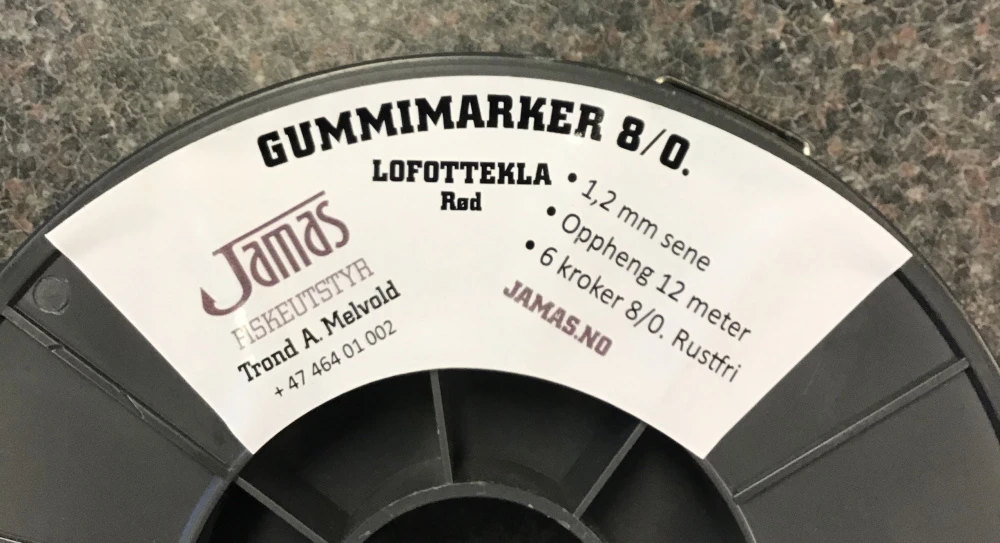 GUMMIMARKER 8/0.
LOFOTTEKLA
Rød
Jamas
FISKEUTSTYR
Trond A. Melvold
+ 47 464 01 002
• 1,2 mm sene
• Oppheng 12 meter
• 6 kroker 8/0. Rustfri
JAMAS.NO